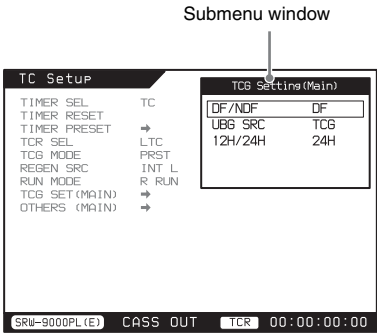 Submenu window
TC Setup
TCG Setting(Main)
TIMER SEL TC
TIMER RESET
TIMER PRESET ➡
TCR SEL LTC
TCG MODE PRST
REGEN SRC INT L
RUN MODE R RUN
TCG SET(MAIN) ➡
OTHERS (MAIN) ➡
DF/NDF DF
UBG SRC TCG
12H/24H 24H
SRW-9000PL(E) CASS OUT TCR 00:00:00:00